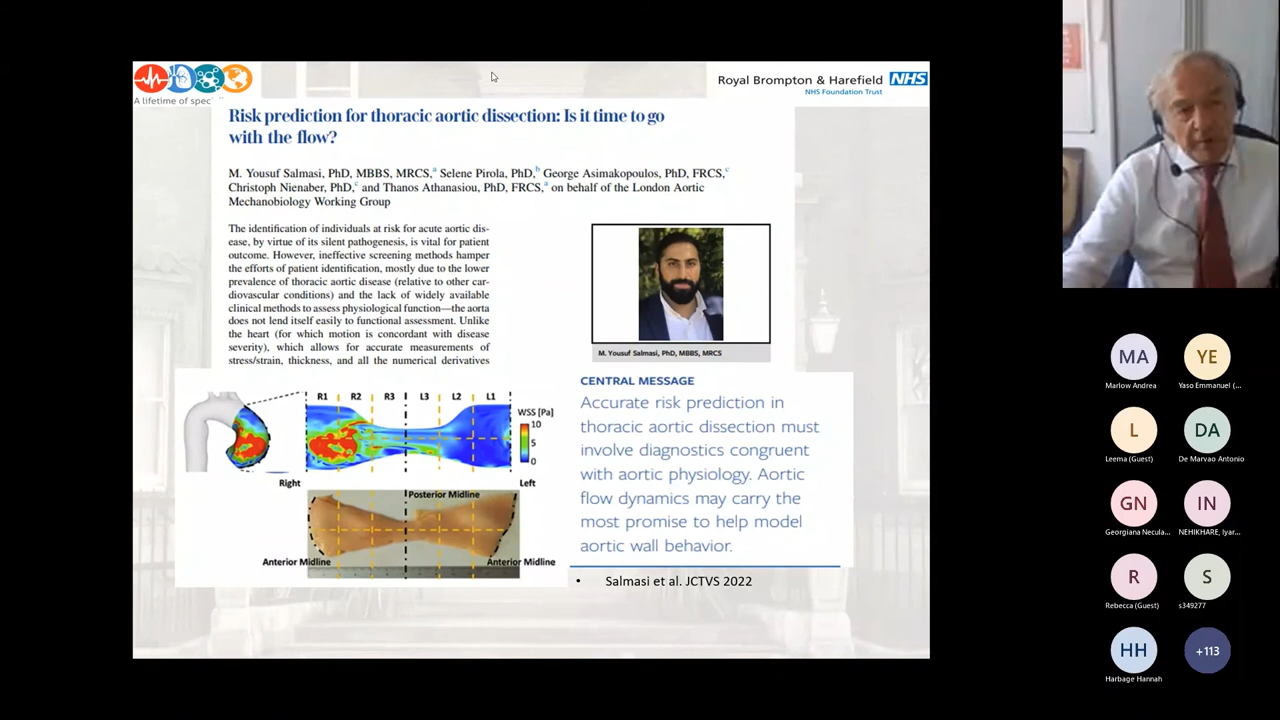 A lifetime of speci
Royal Brompton & Harefield NHS
NHS Foundation Trust
Risk prediction for thoracic aortic dissection: Is it time to go
with the flow?
M. Yousuf Salmasi, PhD, MBBS, MRCS,a Selene Pirola, PhD,b George Asimakopoulos, PhD, FRCS,c
Christoph Nienaber, PhD,c and Thanos Athanasiou, PhD, FRCS,a on behalf of the London Aortic
Mechanobiology Working Group
The identification of individuals at risk for acute aortic dis-
ease, by virtue of its silent pathogenesis, is vital for patient
outcome. However, ineffective screening methods hamper
the efforts of patient identification, mostly due to the lower
prevalence of thoracic aortic disease (relative to other car-
diovascular conditions) and the lack of widely available
clinical methods to assess physiological function—the aorta
does not lend itself easily to functional assessment. Unlike
the heart (for which motion is concordant with disease
severity), which allows for accurate measurements of
stress/strain, thickness, and all the numerical derivatives
M. Yousuf Salmasi, PhD, MBBS, MRCS
R1 R2 R3 L3 L2 L1
WSS [Pa]
10
5
0
Right Left
Posterior Midline
Anterior Midline Anterior Midline
CENTRAL MESSAGE
Accurate risk prediction in
thoracic aortic dissection must
involve diagnostics congruent
with aortic physiology. Aortic
flow dynamics may carry the
most promise to help model
aortic wall behavior.
• Salmasi et al. JCTVS 2022
MA YE
Marlow Andrea Yaso Emmanuel (...
L DA
Leema (Guest) De Marvao Antonio
GN IN
Georgiana Necula... NEHIKHARE, Iyar...
R S
Rebecca (Guest) s349277
HH +113
Harbage Hannah